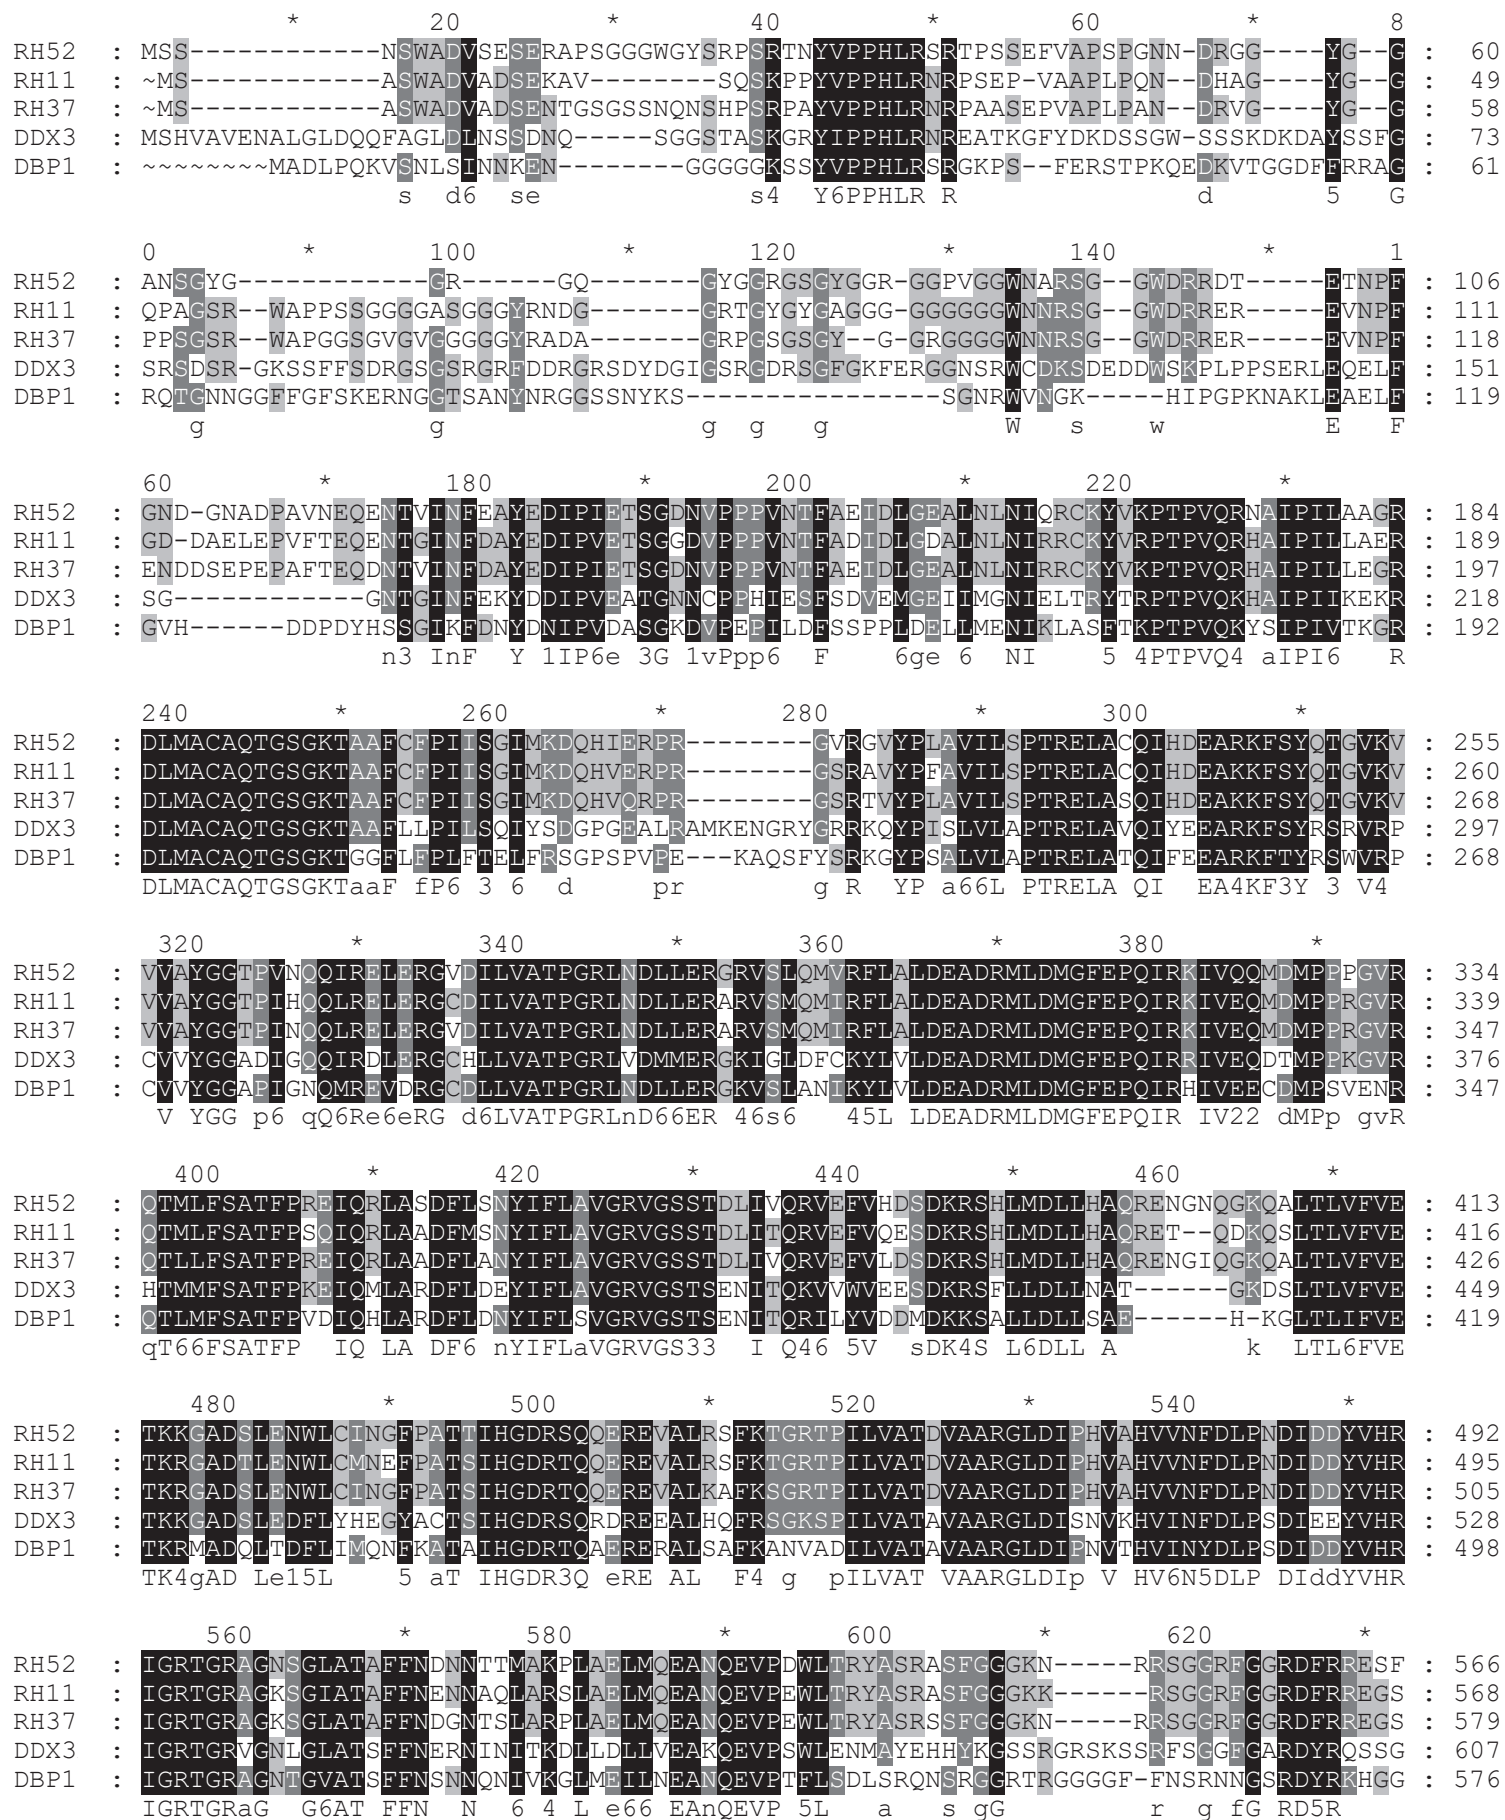 * 20 * 40 * 60 * 8
RH52 : MSS------------NSWADVSESERAPSGGGWGYSRPSRTNYVPPHLRSRTPSSEFVAPSPGNN-DRGG----YG--G : 60
RH11 : ~MS------------ASWADVADSEKAV--------SQSKPPYVPPHLRNRPSEP-VAAPLPQN--DHAG----YG--G : 49
RH37 : ~MS------------ASWADVADSENTGSGSSNQNSHPSRPAYVPPHLRNRPAASEPVAPLPAN--DRVG----YG--G : 58
DDX3 : MSHVAVENALGLDQQFAGLDLNSSDNQ-----SGGSTASKGRYIPPHLRNREATKGFYDKDSSGW-SSSKDKDAYSSFG : 73
DBP1 : ~~~~~~~~MADLPQKVSNLSINNKEN--------GGGGGKSSYVPPHLRSRGKPS--FERSTPKQEDKVTGGDFFRRAG : 61
s d6 se s4 Y6PPHLR R d 5 G
0 * 100 * 120 * 140 * 1
RH52 : ANSGYG------------GR------GQ-------GYGGRGSGYGGR-GGPVGGWNARSG--GWDRRDT----ETNPF : 106
RH11 : QPAGSR--WAPPSSGGGGASGGGYRNDG-------GRTGYGYGAGGG-GGGGGGWNNRSG--GWDRRER-----EVNPF : 111
RH37 : PPSGSR--WAPGGSGVGVGGGGGYRADA-------GRPGSGSGY--G-GRGGGGWNNRSG--GWDRRER-----EVNPF : 118
DDX3 : SRSDSR-GKSSFFSDRGSGSRGRFDDRGRSDYDGIGSRGDRSGFGKFERGGNSRWCDKSDEDDWSKPLPPSERLEQELF : 151
DBP1 : RQTGNNGGFFGFSKERNGGTSANYNRGGSSNYKS----------------SGNRWVNGK-----HIPGPKNAKLEAELF : 119
g g g g g W s w E F
60 * 180 * 200 * 220 *
RH52 : GND-GNADPAVNEQENTVINFEAYEDIPIETSGDNVPPPVNTFAEIDLGEALNLNIQRCKYVKPTPVQRNAIPILAAGR : 184
RH11 : GD-DAELEPVFTEQENTGINFDAYEDIPVETSGGDVPPPVNTFADIDLGDALNLNIRRCKYVRPTPVQRHAIPILLAER : 189
RH37 : ENDDSEPEPAFTEQDNTVINFDAYEDIPIETSGDNVPPPVNTFAEIDLGEALNLNIRRCKYVKPTPVQRHAIPILLEGR : 197
DDX3 : SG------------GNTGINFEKYDDIPVEATGNNCPPHIESFSDVEMGEIIMGNIELTRYTRPTPVQKHAIPIIKEKR : 218
DBP1 : GVH------DDPDYHSSGIKFDNYDNIPVDASGKDVPEPILDFSSPPLDELLMENIKLASFTKPTPVQKYSIPIVTKGR : 192
n3 InF Y 1IP6e 3G 1vPpp6 F 6ge 6 NI 5 4PTPVQ4 aIPI6 R
240 * 260 * 280 * 300 *
RH52 : DLMACAQTGSGKTAAFCFPIISGIMKDQHIERPR--------GVRGVYPLAVILSPTRELACQIHDEARKFSYQTGVKV : 255
RH11 : DLMACAQTGSGKTAAFCFPIISGIMKDQHVERPR--------GSRAVYPFAVILSPTRELACQIHDEAKKFSYQTGVKV : 260
RH37 : DLMACAQTGSGKTAAFCFPIISGIMKDQHVQRPR--------GSRTVYPLAVILSPTRELASQIHDEAKKFSYQTGVKV : 268
DDX3 : DLMACAQTGSGKTAAFLLPILSQIYSDGPGEALRAMKENGRYGRRKQYPISLVLAPTRELAVQIYEEARKFSYRSRVRP : 297
DBP1 : DLMACAQTGSGKTGGFLFPLFTELFRSGPSPVPE---KAQSFYSRKGYPSALVLAPTRELATQIFEEARKFTYRSWVRP : 268
DLMACAQTGSGKTaaF fP6 3 6 d pr g R YP a66L PTRELA QI EA4KF3Y 3 V4
320 * 340 * 360 * 380 *
RH52 : VVAYGGTPVNQQIRELERGVDILVATPGRLNDLLERGRVSLQMVRFLALDEADRMLDMGFEPQIRKIVQQMDMPPPGVR : 334
RH11 : VVAYGGTPIHQQLRELERGCDILVATPGRLNDLLERARVSMQMIRFLALDEADRMLDMGFEPQIRKIVEQMDMPPRGVR : 339
RH37 : VVAYGGTPINQQLRELERGVDILVATPGRLNDLLERARVSMQMIRFLALDEADRMLDMGFEPQIRKIVEQMDMPPRGVR : 347
DDX3 : CVVYGGADIGQQIRDLERGCHLLVATPGRLVDMMERGKIGLDFCKYLVLDEADRMLDMGFEPQIRRIVEQDTMPPKGVR : 376
DBP1 : CVVYGGAPIGNQMREVDRGCDLLVATPGRLNDLLERGKVSLANIKYLVLDEADRMLDMGFEPQIRHIVEECDMPSVENR : 347
V YGG p6 qQ6Re6eRG d6LVATPGRLnD66ER 46s6 45L LDEADRMLDMGFEPQIR IV22 dMPp gvR
400 * 420 * 440 * 460 *
RH52 : QTMLFSATFPREIQRLASDFLSNYIFLAVGRVGSSTDLIVQRVEFVHDSDKRSHLMDLLHAQRENGNQGKQALTLVFVE : 413
RH11 : QTMLFSATFPSQIQRLAADFMSNYIFLAVGRVGSSTDLITQRVEFVQESDKRSHLMDLLHAQRET--QDKQSLTLVFVE : 416
RH37 : QTLLFSATFPREIQRLAADFLANYIFLAVGRVGSSTDLIVQRVEFVLDSDKRSHLMDLLHAQRENGIQGKQALTLVFVE : 426
DDX3 : HTMMFSATFPKEIQMLARDFLDEYIFLAVGRVGSTSENITQKVVWVEESDKRSFLLDLLNAT------GKDSLTLVFVE : 449
DBP1 : QTLMFSATFPVDIQHLARDFLDNYIFLSVGRVGSTSENITQRILYVDDMDKKSALLDLLSAE------H-KGLTLIFVE : 419
qT66FSATFP IQ LA DF6 nYIFLaVGRVGS33 I Q46 5V sDK4S L6DLL A k LTL6FVE
480 * 500 * 520 * 540 *
RH52 : TKKGADSLENWLCINGFPATTIHGDRSQQEREVALRSFKTGRTPILVATDVAARGLDIPHVAHVVNFDLPNDIDDYVHR : 492
RH11 : TKRGADTLENWLCMNEFPATSIHGDRTQQEREVALRSFKTGRTPILVATDVAARGLDIPHVAHVVNFDLPNDIDDYVHR : 495
RH37 : TKRGADSLENWLCINGFPATSIHGDRTQQEREVALKAFKSGRTPILVATDVAARGLDIPHVAHVVNFDLPNDIDDYVHR : 505
DDX3 : TKKGADSLEDFLYHEGYACTSIHGDRSQRDREEALHQFRSGKSPILVATAVAARGLDISNVKHVINFDLPSDIEEYVHR : 528
DBP1 : TKRMADQLTDFLIMQNFKATAIHGDRTQAERERALSAFKANVADILVATAVAARGLDIPNVTHVINYDLPSDIDDYVHR : 498
TK4gAD Le15L 5 aT IHGDR3Q eRE AL F4 g pILVAT VAARGLDIp V HV6N5DLP DIddYVHR
560 * 580 * 600 * 620 *
RH52 : IGRTGRAGNSGLATAFFNDNNTTMAKPLAELMQEANQEVPDWLTRYASRASFGGGKN-----RRSGGRFGGRDFRRESF : 566
RH11 : IGRTGRAGKSGIATAFFNENNAQLARSLAELMQEANQEVPEWLTRYASRASFGGGKK------RSGGRFGGRDFRREGS : 568
RH37 : IGRTGRAGKSGLATAFFNDGNTSLARPLAELMQEANQEVPEWLTRYASRSSFGGGKN-----RRSGGRFGGRDFRREGS : 579
DDX3 : IGRTGRVGNLGLATSFFNERNINITKDLLDLLVEAKQEVPSWLENMAYEHHYKGSSRGRSKSSRFSGGFGARDYRQSSG : 607
DBP1 : IGRTGRAGNTGVATSFFNSNNQNIVKGLMEILNEANQEVPTFLSDLSRQNSRGGRTRGGGGF-FNSRNNGSRDYRKHGG : 576
IGRTGRaG G6AT FFN N 6 4 L e66 EAnQEVP 5L a s gG r g fG RD5R